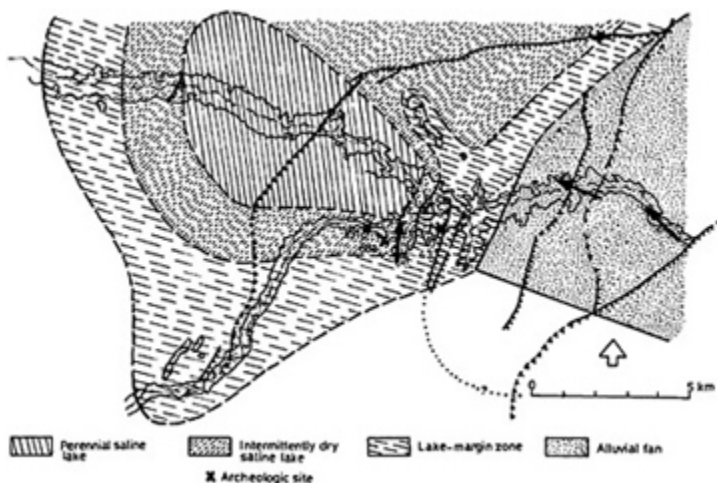 ?
0 5 km
Perennial saline lake
Intermittently dry saline lake
Lake-margin zone
Alluvial fan
Archeologic site